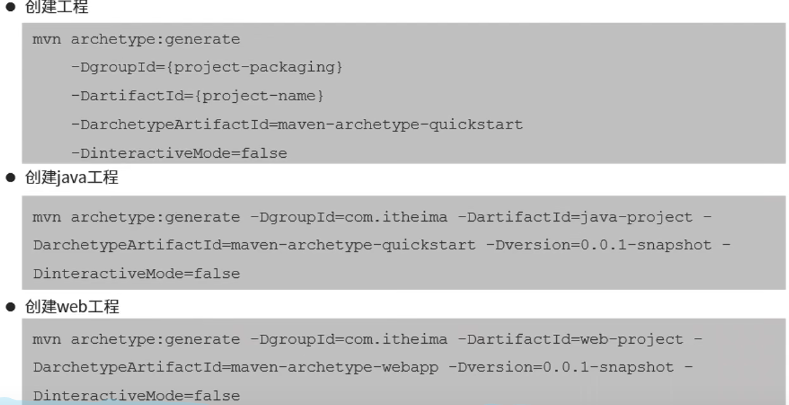 ● 创建工程
mvn archetype:generate
-DgroupId={project-packaging}
-DartifactId={project-name}
-DarchetypeArtifactId=maven-archetype-quickstart
-DinteractiveMode=false
● 创建java工程
mvn archetype:generate -DgroupId=com.itheima -DartifactId=java-project -
DarchetypeArtifactId=maven-archetype-quickstart -Dversion=0.0.1-snapshot -
DinteractiveMode=false
● 创建web工程
mvn archetype:generate -DgroupId=com.itheima -DartifactId=web-project -
DarchetypeArtifactId=maven-archetype-webapp -Dversion=0.0.1-snapshot -
DinteractiveMode=false